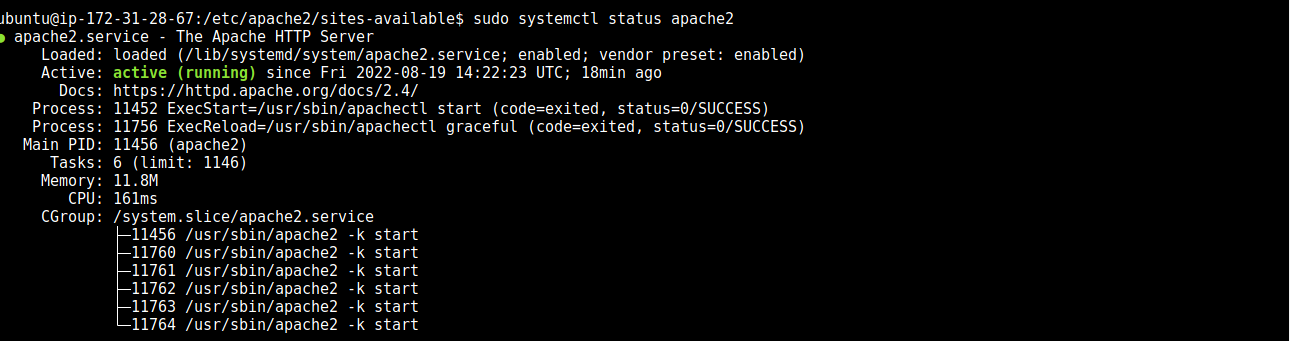 ubuntu@ip-172-31-28-67:/etc/apache2/sites-available$ sudo systemctl status apache2
● apache2.service - The Apache HTTP Server
     Loaded: loaded (/lib/systemd/system/apache2.service; enabled; vendor preset: enabled)
     Active: active (running) since Fri 2022-08-19 14:22:23 UTC; 18min ago
       Docs: https://httpd.apache.org/docs/2.4/
    Process: 11452 ExecStart=/usr/sbin/apachectl start (code=exited, status=0/SUCCESS)
    Process: 11756 ExecReload=/usr/sbin/apachectl graceful (code=exited, status=0/SUCCESS)
   Main PID: 11456 (apache2)
      Tasks: 6 (limit: 1146)
     Memory: 11.8M
        CPU: 161ms
     CGroup: /system.slice/apache2.service
             ├─11456 /usr/sbin/apache2 -k start
             ├─11760 /usr/sbin/apache2 -k start
             ├─11761 /usr/sbin/apache2 -k start
             ├─11762 /usr/sbin/apache2 -k start
             ├─11763 /usr/sbin/apache2 -k start
             └─11764 /usr/sbin/apache2 -k start